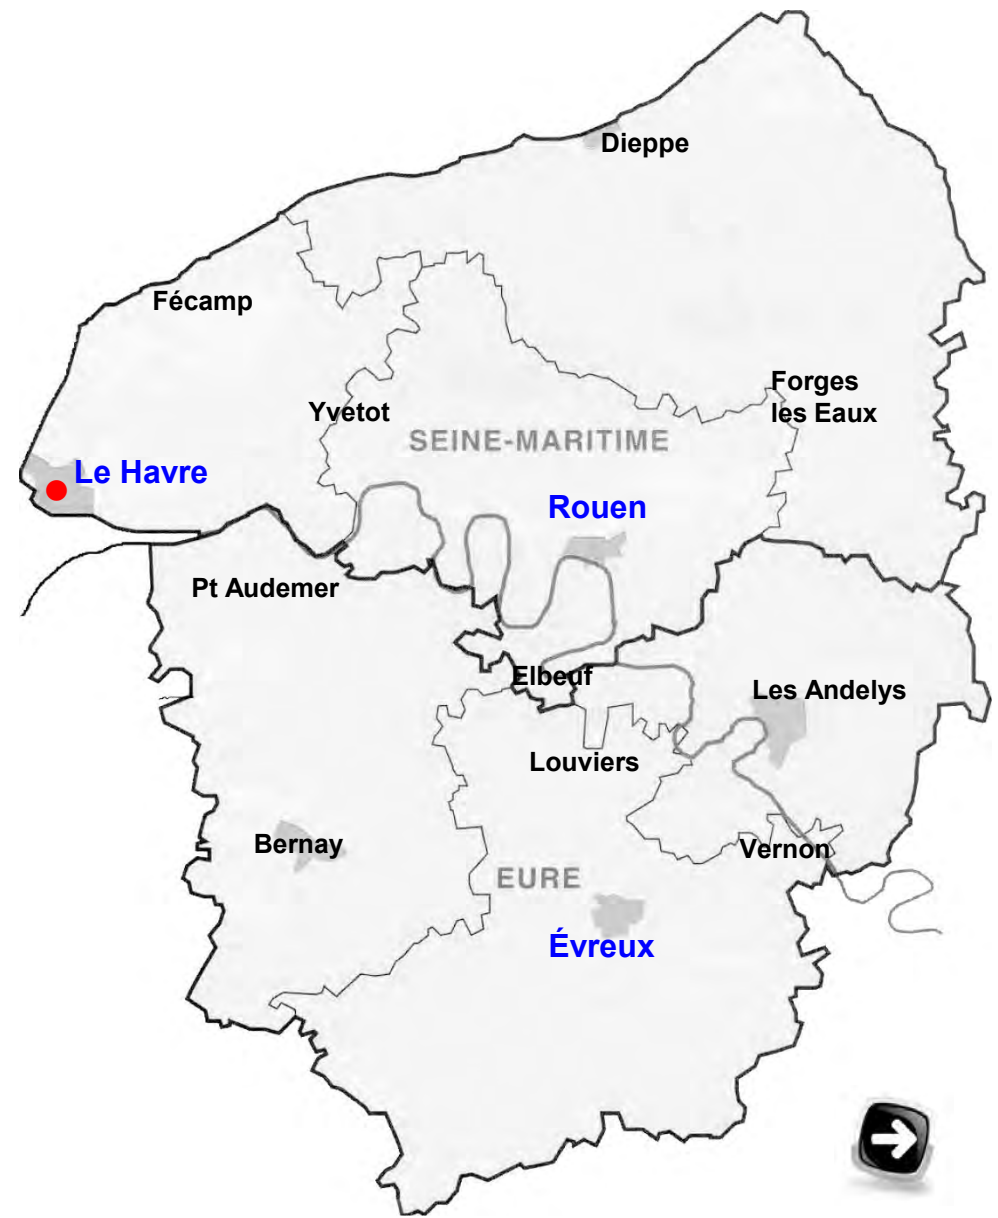 Dieppe
Fécamp
Forges
les Eaux
Yvetot
SEINE-MARITIME
Le Havre
Rouen
Pt Audemer
Elbeuf
Les Andelys
Louviers
Bernay
Vernon
EURE
Évreux